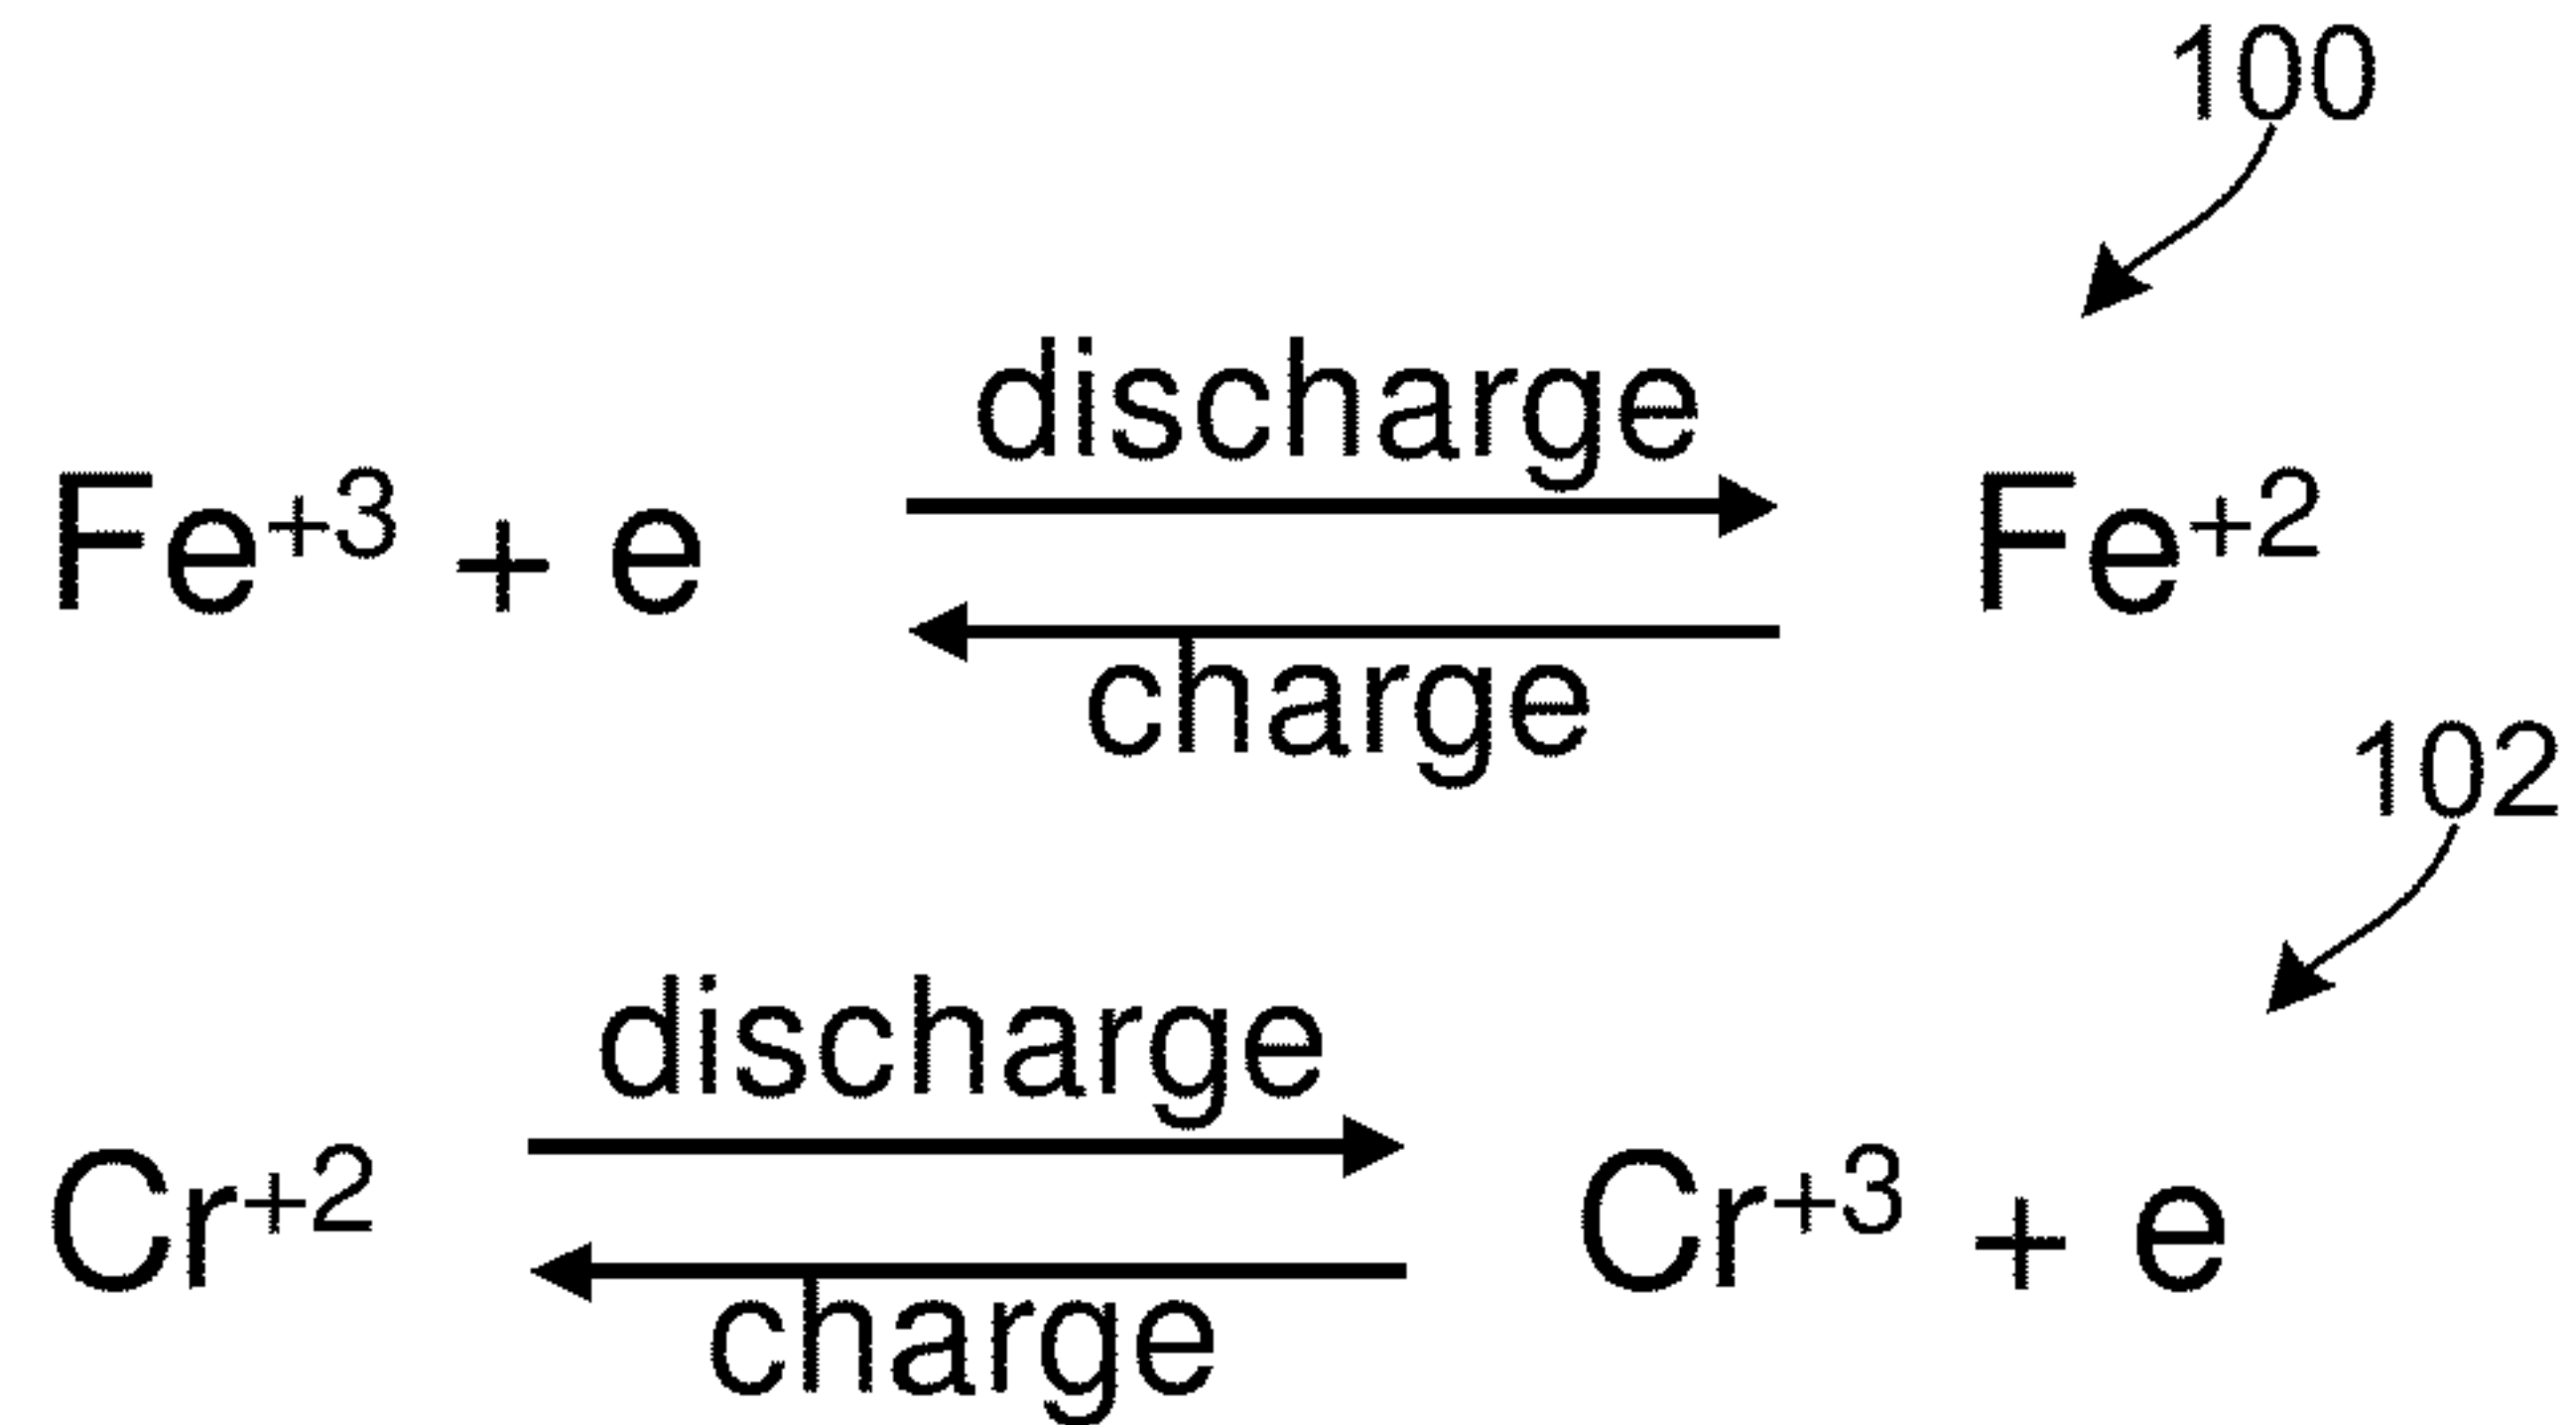 100
discharge
Fe+3 + e Fe+2
charge
102
discharge
Cr+2 Cr+3 + e
charge